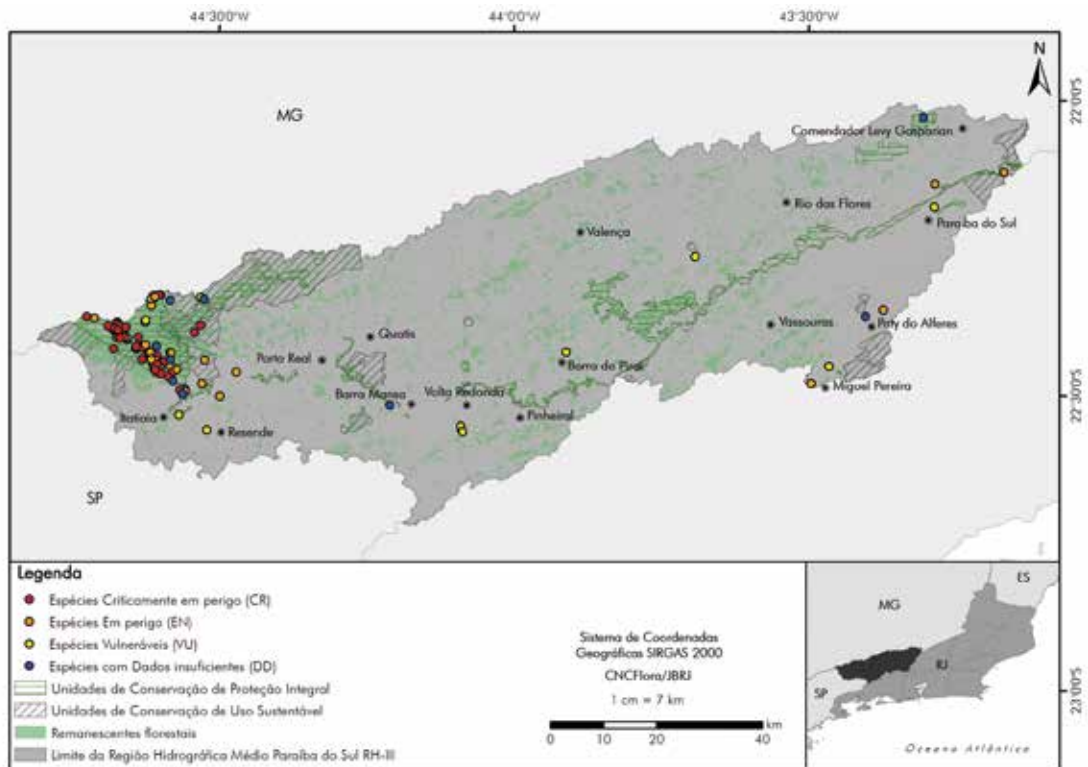 44°30'0"W
44°00'W
43°30'0"W
N
22°0'0"S
MG
Comendador Levy Gasparian
Rio das Flores
Paraíba do Sul
Valença
Vassouras
Paty do Alferes
Quatis
Porto Real
Barra do Piraí
Miguel Pereira
Barra Mansa
Volta Redonda
Pinheiral
22°30'0"S
Itatiaia
Resende
SP
Legenda
Espécies Criticamente em perigo (CR)
Espécies Em perigo (EN)
Espécies Vulneráveis (VU)
Espécies com Dados insuficientes (DD)
Unidades de Conservação de Proteção Integral
Unidades de Conservação de Uso Sustentável
Remanescentes florestais
Limite da Região Hidrográfica Médio Paraíba do Sul RH-III
Sistema de Coordenadas
Geográficas SIRGAS 2000
CNCFlora/JBRJ
1 cm = 7 km
km
0 10 20 40
ES
MG
RJ
SP
23°0'0"S
Oceano Atlântico